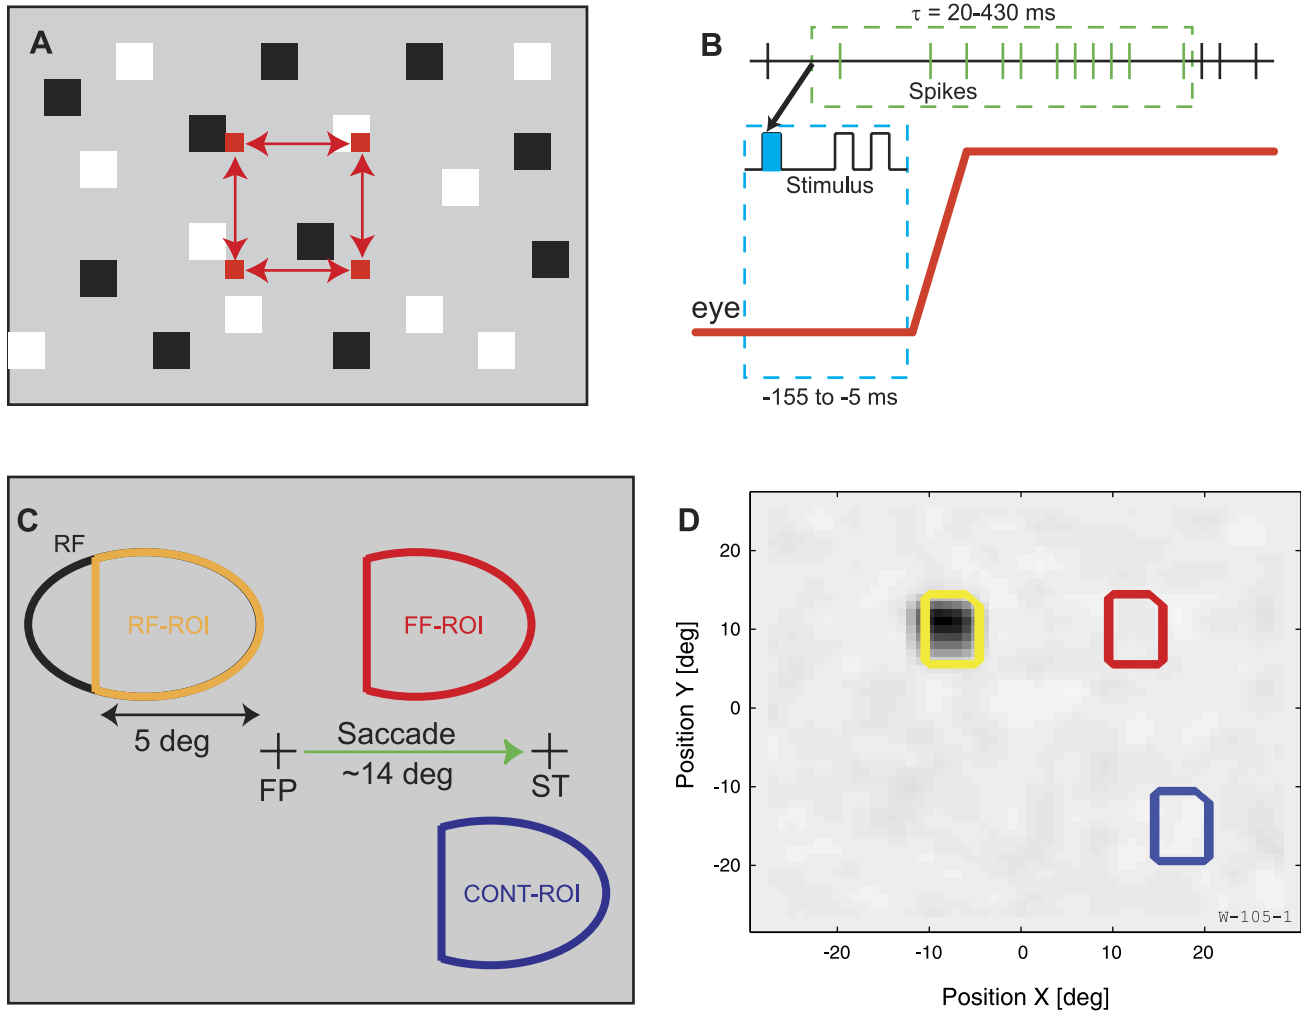 A
B
τ = 20-430 ms
Spikes
Stimulus
eye
-155 to -5 ms
C
RF
RF-ROI
FF-ROI
5 deg
Saccade
~14 deg
FP
ST
CONT-ROI
D
Position Y [deg]
20
10
0
-10
-20
W-105-1
-20
-10
0
10
20
Position X [deg]